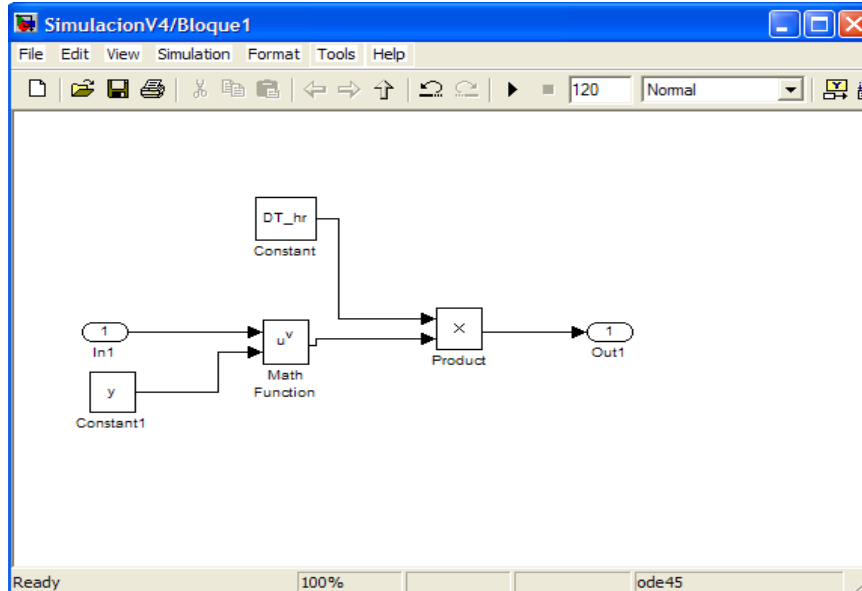 SimulacionV4/Bloque1
File Edit View Simulation Format Tools Help
120 Normal
DT_hr
Constant
1
In1
u^v
Math
Function
y
Constant1
×
Product
1
Out1
Ready 100% ode45